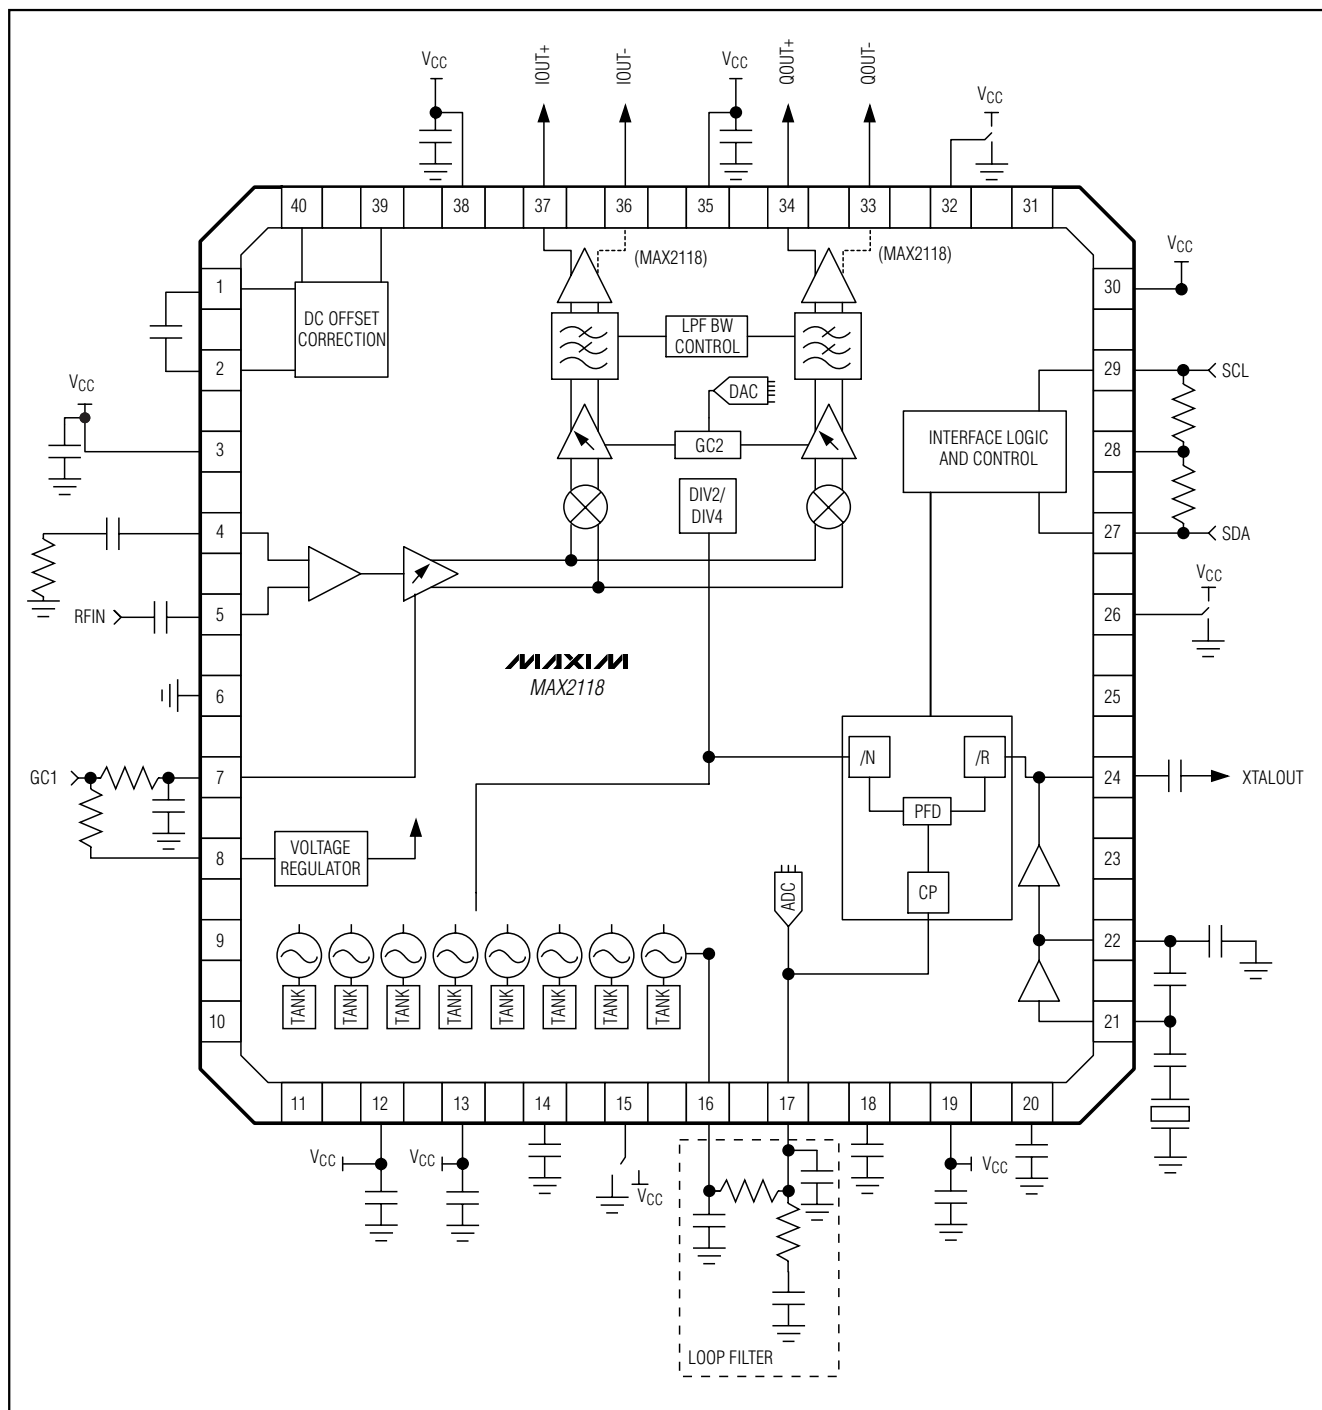 VCC
IOUT+
IOUT-
VCC
QOUT+
QOUT-
VCC
40
39
38
37
36
35
34
33
32
31
(MAX2118)
(MAX2118)
VCC
1
30
DC OFFSET
CORRECTION
LPF BW
CONTROL
2
29
SCL
VCC
DAC
3
GC2
INTERFACE LOGIC
AND CONTROL
28
DIV2/
DIV4
4
27
SDA
VCC
RFIN
5
26
MAXIM
MAX2118
6
25
/N
/R
GC1
7
24
XTALOUT
PFD
8
VOLTAGE
REGULATOR
23
ADC
CP
9
22
TANK
TANK
TANK
TANK
TANK
TANK
TANK
TANK
10
21
11
12
13
14
15
16
17
18
19
20
VCC
VCC
VCC
VCC
LOOP FILTER